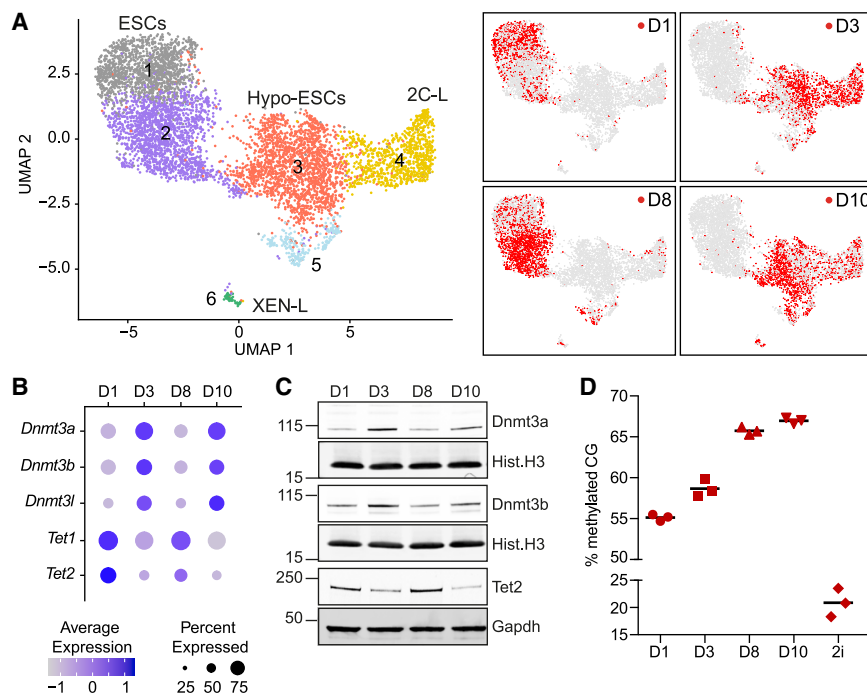 A
ESCs
Hypo-ESCs
2C-L
XEN-L
1
2
3
4
5
6
UMAP 2
5.0
2.5
0.0
−2.5
−5.0
−5
0
5
UMAP 1
D1
D3
D8
D10
B
D1 D3 D8 D10
Dnmt3a
Dnmt3b
Dnmt3l
Tet1
Tet2
Average Expression
−1 0 1
Percent Expressed
25 50 75
C
D1 D3 D8 D10
115 Dnmt3a
15 Hist.H3
115 Dnmt3b
15 Hist.H3
250 Tet2
50 Gapdh
D
% methylated CG
70
65
60
55
50
25
20
15
D1 D3 D8 D10 2i